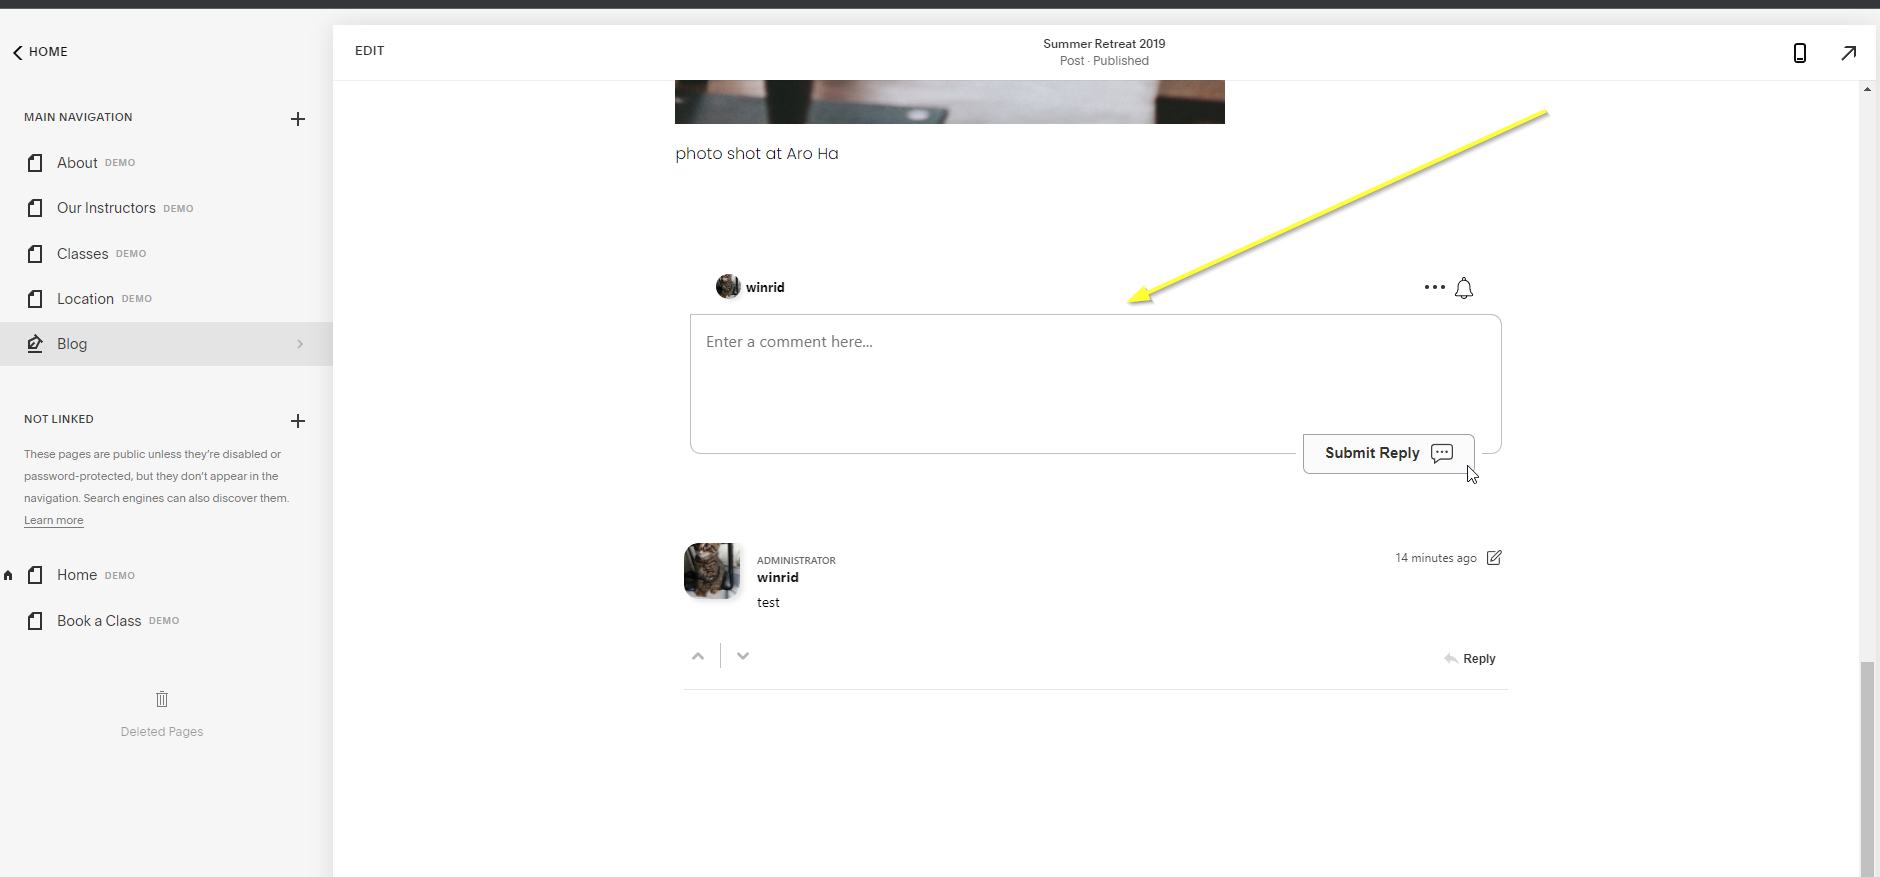 HOME
MAIN NAVIGATION
About DEMO
Our Instructors DEMO
Classes DEMO
Location DEMO
Blog
NOT LINKED
These pages are public unless they're disabled or
password-protected, but they don't appear in the
navigation. Search engines can also discover them.
Learn more
Home DEMO
Book a Class DEMO
Deleted Pages
EDIT
Summer Retreat 2019
Post · Published
photo shot at Aro Ha
winrid
Enter a comment here...
Submit Reply
ADMINISTRATOR
14 minutes ago
winrid
test
Reply